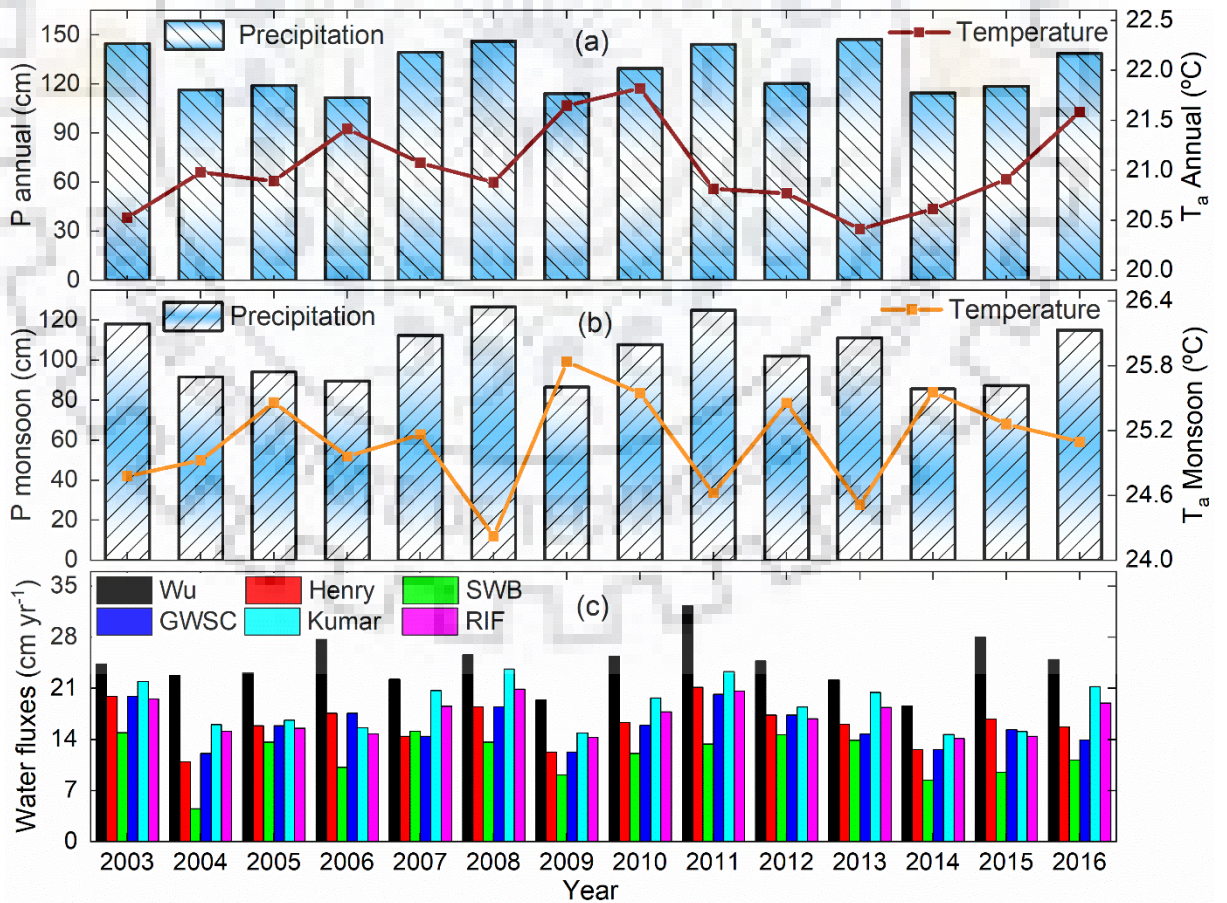 Precipitation (a) Temperature
P annual (cm)
150
120
90
60
30
0
22.5
22.0
21.5
21.0
20.5
20.0
Tₐ Annual (ºC)
Precipitation (b) Temperature
P monsoon (cm)
120
100
80
60
40
20
0
26.4
25.8
25.2
24.6
24.0
Tₐ Monsoon (ºC)
Wu Henry SWB (c)
GWSC Kumar RIF
Water fluxes (cm yr⁻¹)
35
28
21
14
7
0
2003 2004 2005 2006 2007 2008 2009 2010 2011 2012 2013 2014 2015 2016
Year